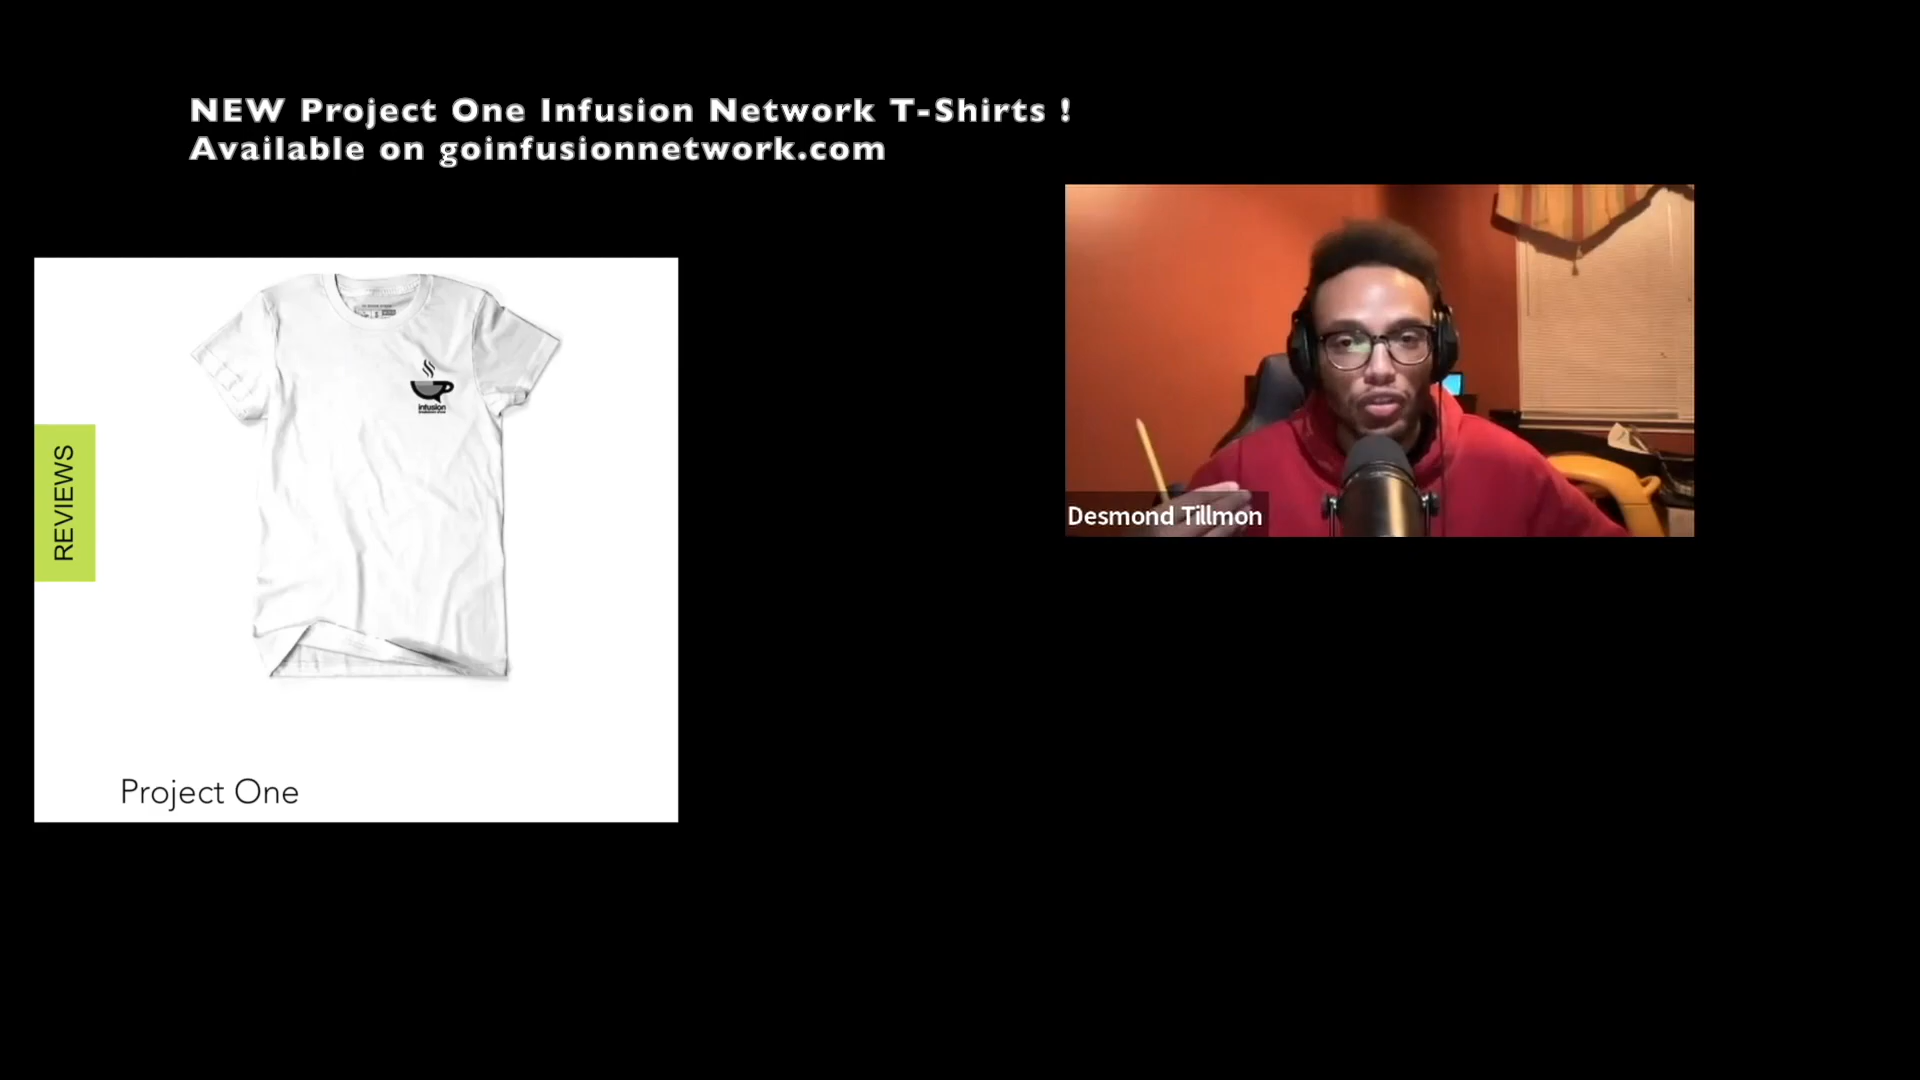 NEW Project One Infusion Network T-Shirts !
Available on goinfusionnetwork.com
infusion
REVIEWS
Desmond Tillmon
Project One